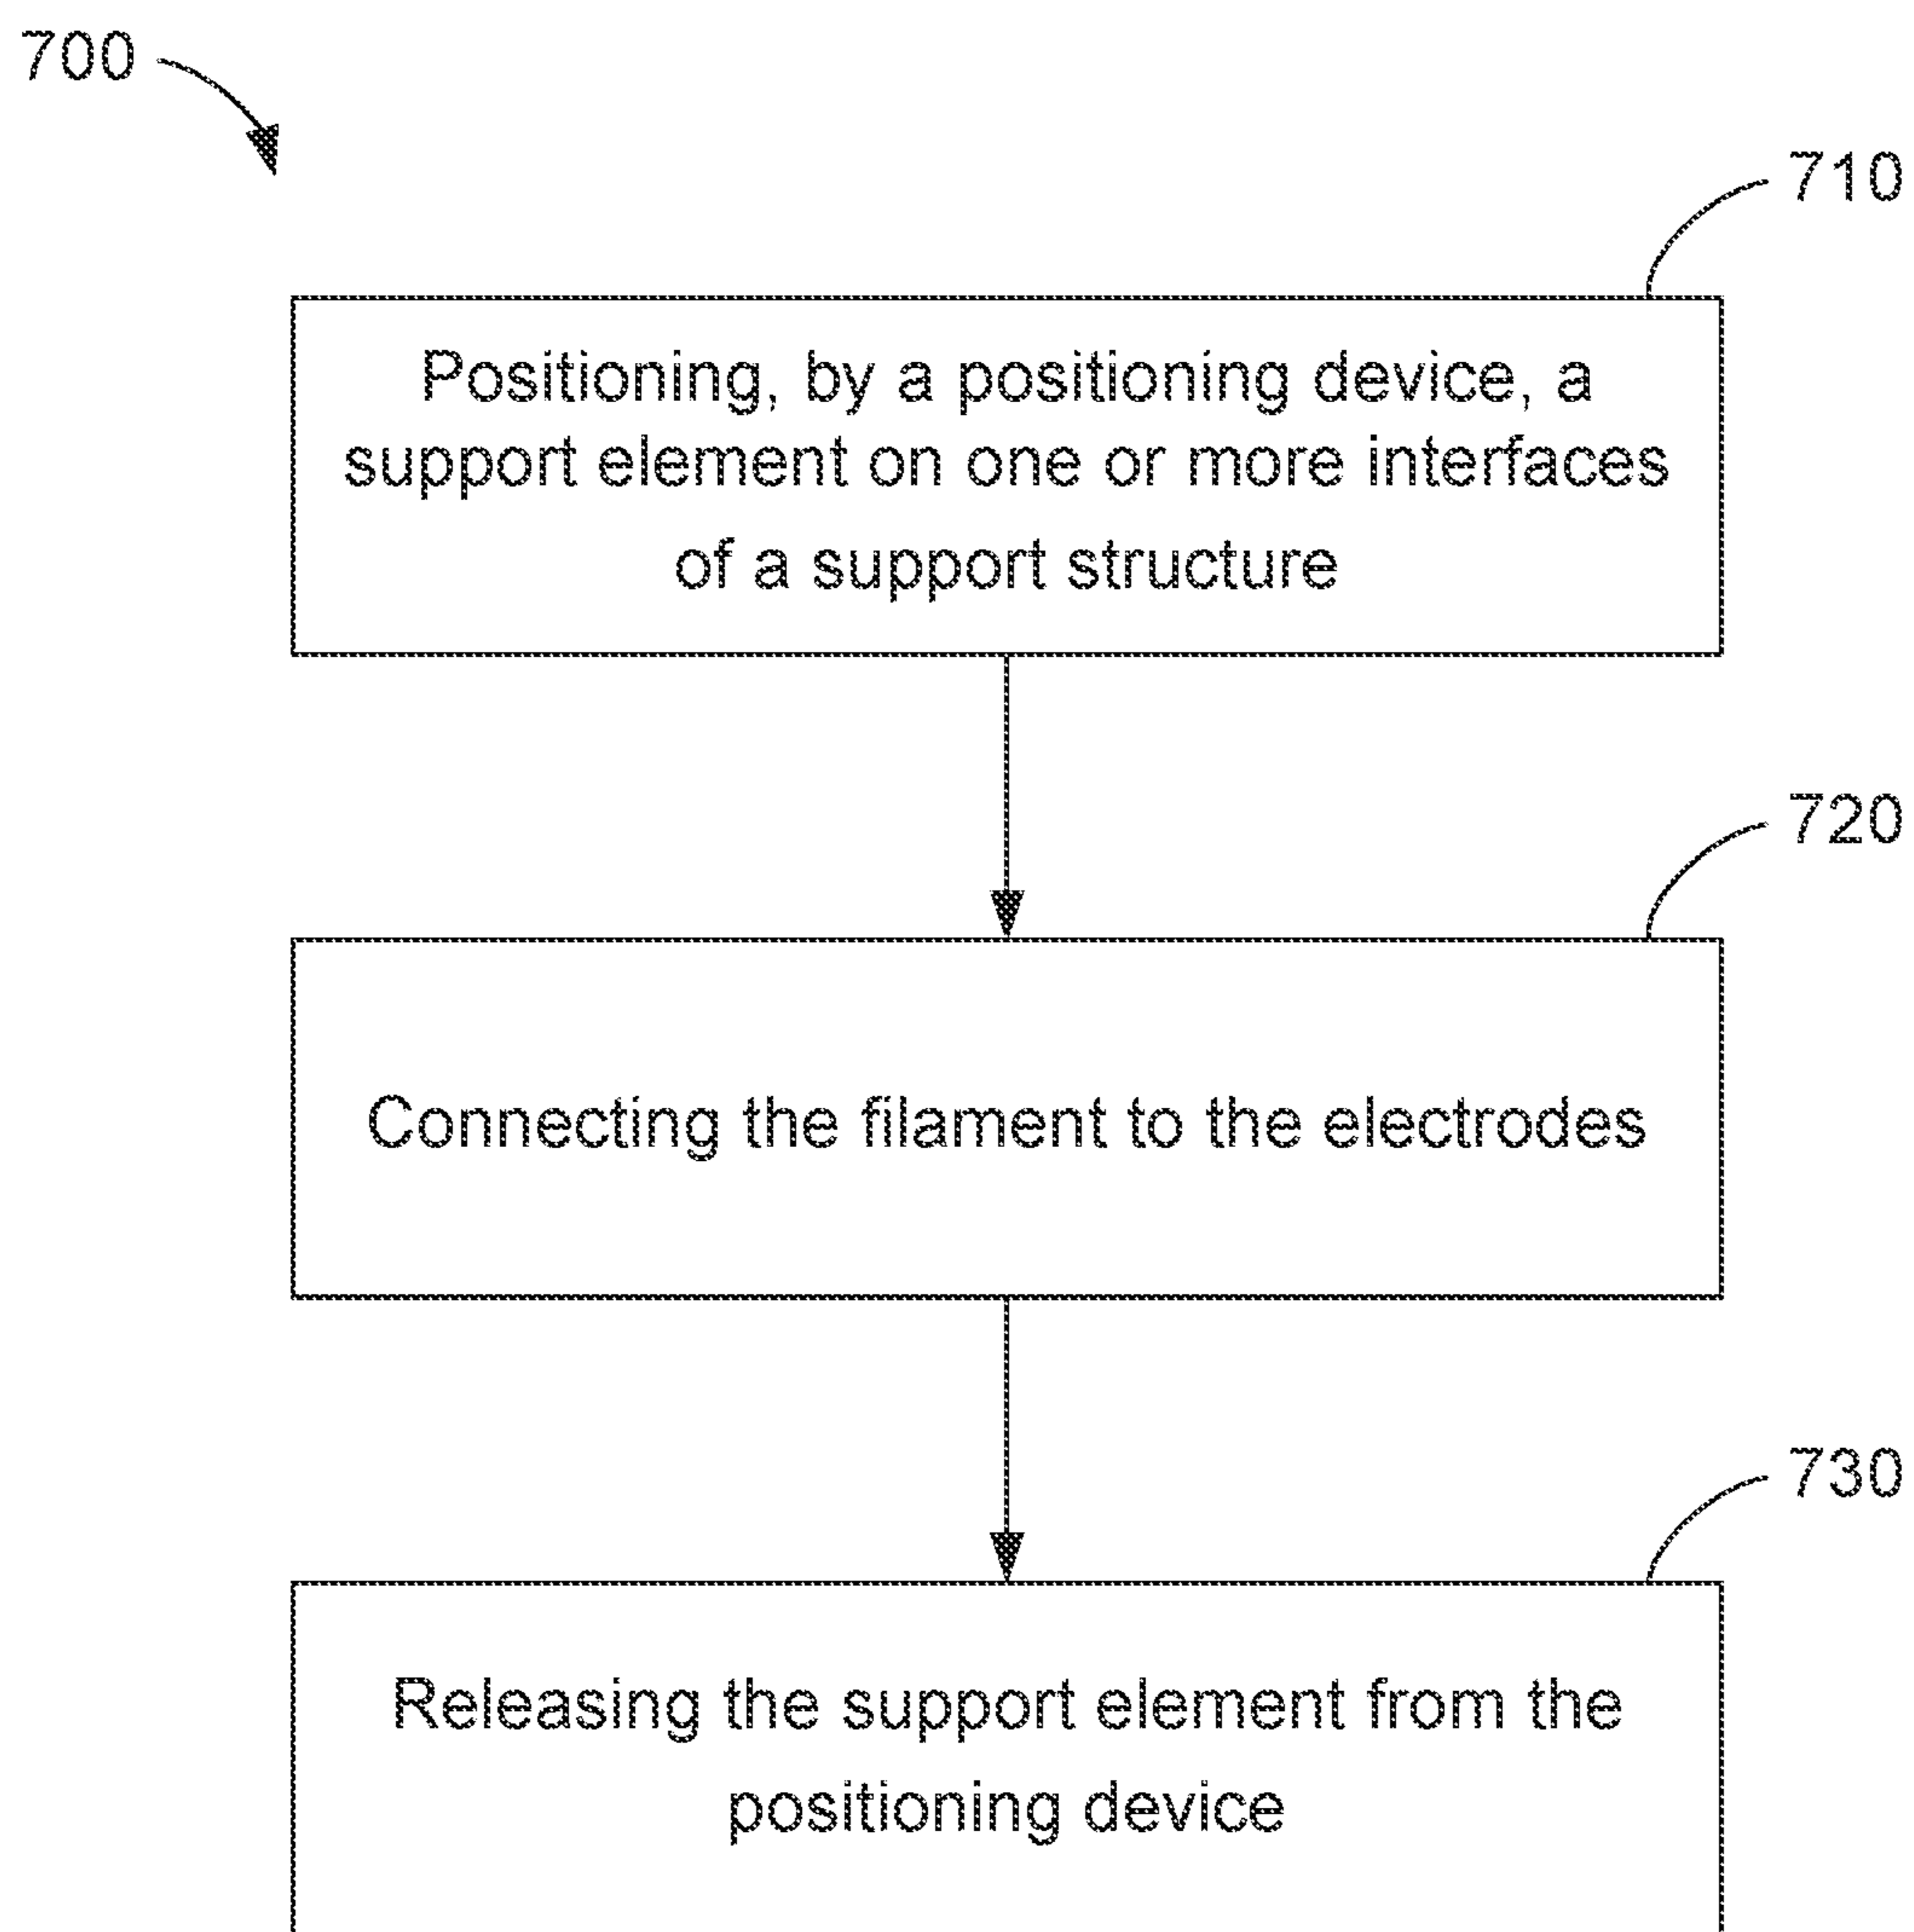 700
710
Positioning, by a positioning device, a
support element on one or more interfaces
of a support structure
720
Connecting the filament to the electrodes
730
Releasing the support element from the
positioning device